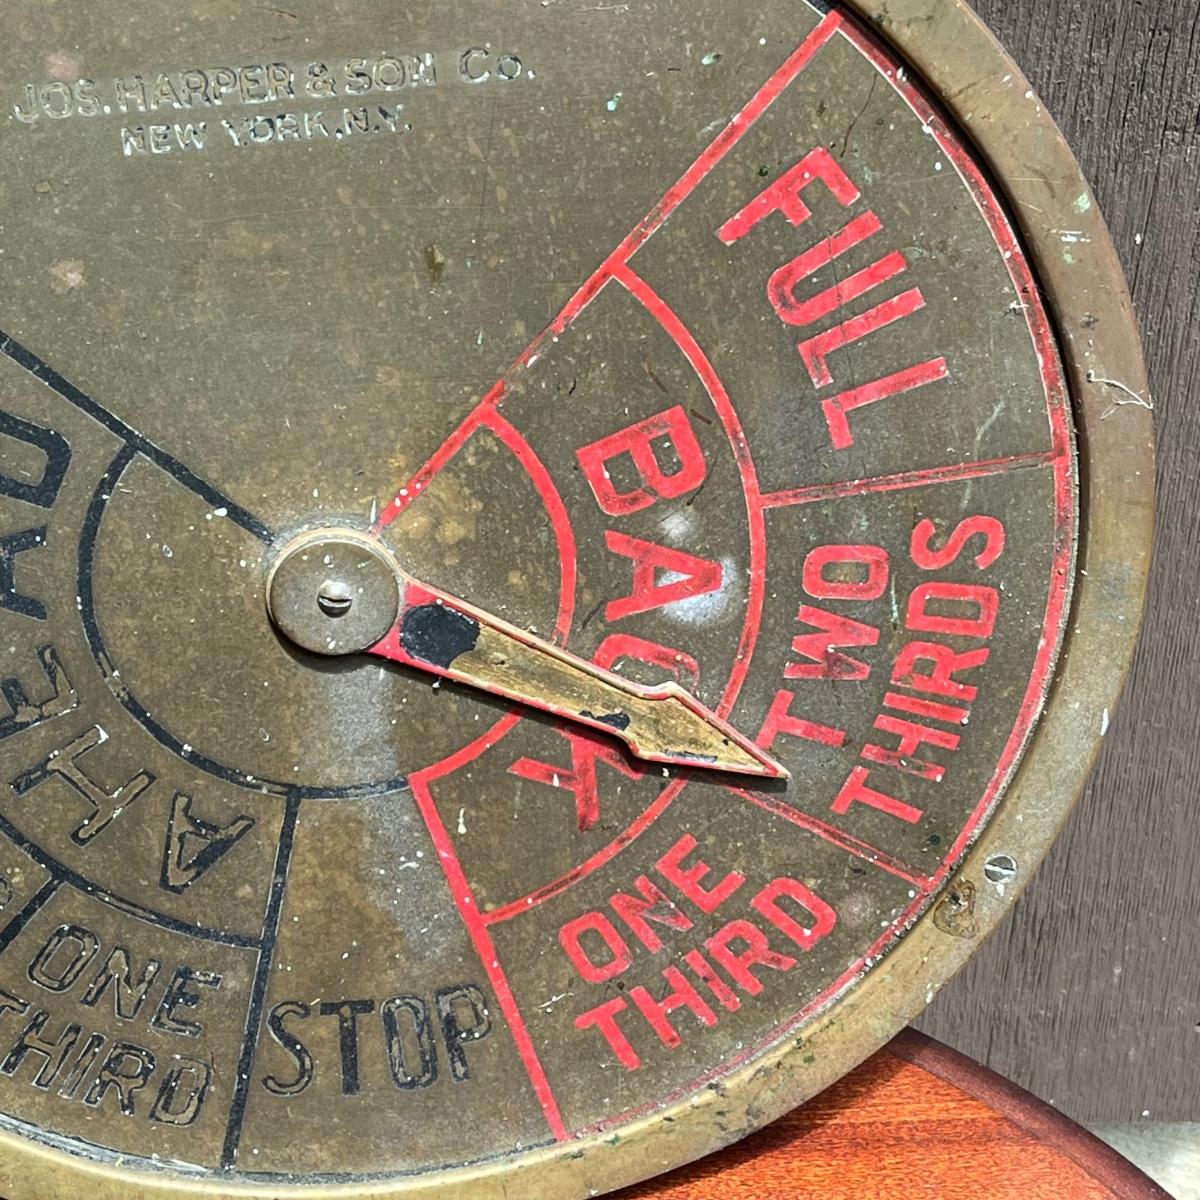 JOS. HARPER & SON CO.
NEW YORK, N.Y.
FULL
BACK
TWO
THIRDS
ONE
THIRD
STOP
AHEAD
ONE
THIRD